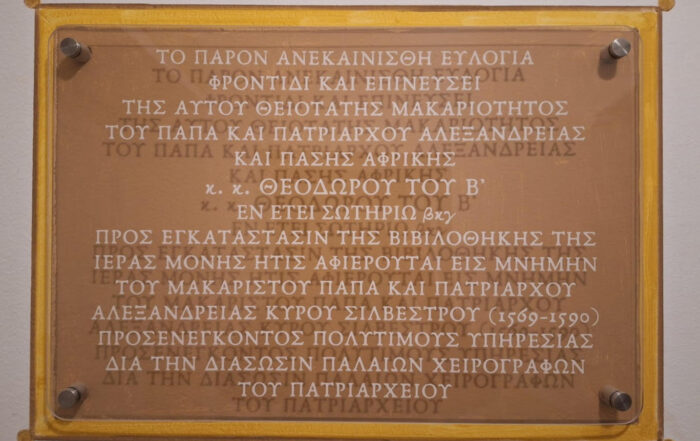 ΤΟ ΠΑΡΟΝ ΑΝΕΚΑΙΝΙΣΘΗ ΕΥΛΟΓΙΑ
ΦΡΟΝΤΙΔΙ ΚΑΙ ΕΠΙΝΕΥΣΕΙ
ΤΗΣ ΑΥΤΟΥ ΘΕΙΟΤΑΤΗΣ ΜΑΚΑΡΙΟΤΗΤΟΣ
ΤΟΥ ΠΑΠΑ ΚΑΙ ΠΑΤΡΙΑΡΧΟΥ ΑΛΕΞΑΝΔΡΕΙΑΣ
ΚΑΙ ΠΑΣΗΣ ΑΦΡΙΚΗΣ
κ. κ. ΘΕΟΔΩΡΟΥ ΤΟΥ Β'
ΕΝ ΕΤΕΙ ΣΩΤΗΡΙΩ βκγ
ΠΡΟΣ ΕΓΚΑΤΑΣΤΑΣΙΝ ΤΗΣ ΒΙΒΙΛΟΘΗΚΗΣ ΤΗΣ
ΙΕΡΑΣ ΜΟΝΗΣ ΗΤΙΣ ΑΦΙΕΡΟΥΤΑΙ ΕΙΣ ΜΝΗΜΗΝ
ΤΟΥ ΜΑΚΑΡΙΣΤΟΥ ΠΑΠΑ ΚΑΙ ΠΑΤΡΙΑΡΧΟΥ
ΑΛΕΞΑΝΔΡΕΙΑΣ ΚΥΡΟΥ ΣΙΛΒΕΣΤΡΟΥ (1569-1590)
ΠΡΟΣΕΝΕΓΚΟΝΤΟΣ ΠΟΛΥΤΙΜΟΥΣ ΥΠΗΡΕΣΙΑΣ
ΔΙΑ ΤΗΝ ΔΙΑΣΩΣΙΝ ΠΑΛΑΙΩΝ ΧΕΙΡΟΓΡΑΦΩΝ
ΤΟΥ ΠΑΤΡΙΑΡΧΕΙΟΥ